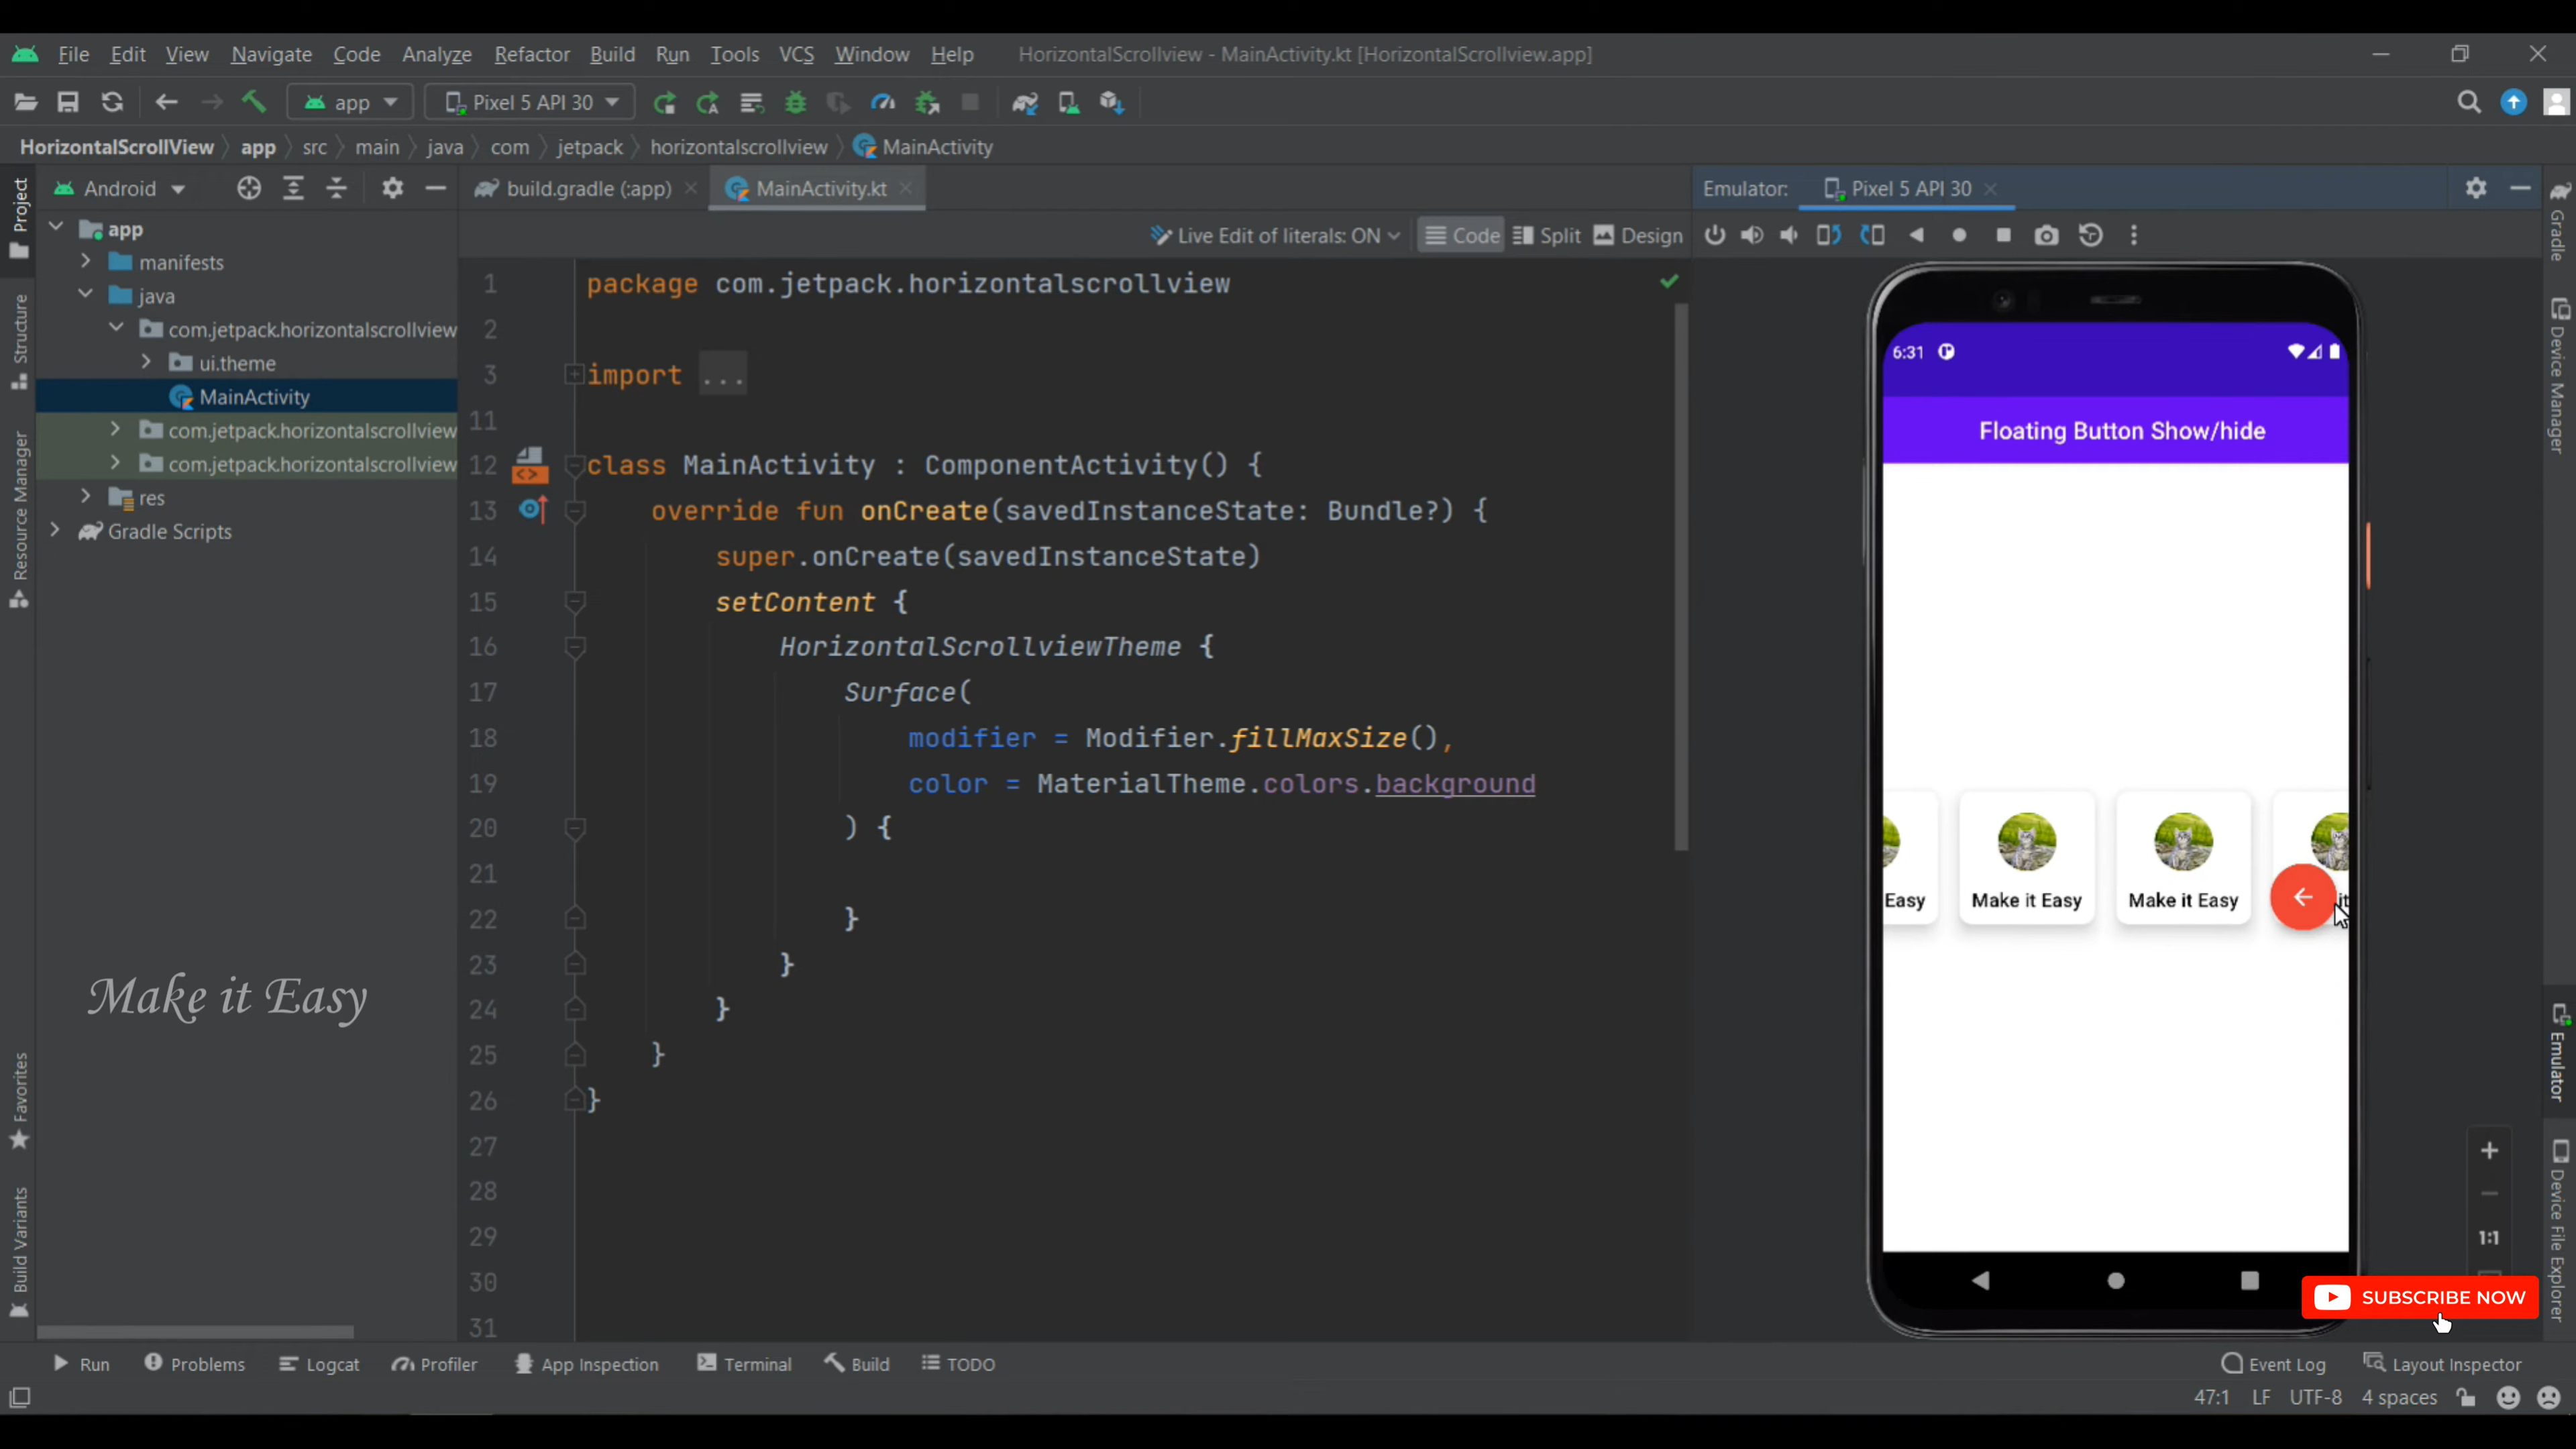 File Edit View Navigate Code Analyze Refactor Build Run Tools VCS Window Help HorizontalScrollview - MainActivity.kt [HorizontalScrollview.app]
app Pixel 5 API 30
HorizontalScrollView app src main java com jetpack horizontalscrollview MainActivity
Project
Android
build.gradle (:app) MainActivity.kt
Emulator: Pixel 5 API 30
Live Edit of literals: ON Code Split Design
app
manifests
java
com.jetpack.horizontalscrollview
ui.theme
MainActivity
com.jetpack.horizontalscrollview
com.jetpack.horizontalscrollview
res
Gradle Scripts
Structure
Resource Manager
Favorites
Build Variants
Make it Easy
1 package com.jetpack.horizontalscrollview
2
3 import ...
11
12 class MainActivity : ComponentActivity() {
13 override fun onCreate(savedInstanceState: Bundle?) {
14 super.onCreate(savedInstanceState)
15 setContent {
16 HorizontalScrollviewTheme {
17 Surface(
18 modifier = Modifier.fillMaxSize(),
19 color = MaterialTheme.colors.background
20 ) {
21
22 }
23 }
24 }
25 }
26 }
27
28
29
30
31
6:31
Floating Button Show/hide
Easy Make it Easy Make it Easy it
Gradle
Device Manager
Emulator
Device File Explorer
1:1
SUBSCRIBE NOW
Run Problems Logcat Profiler App Inspection Terminal Build TODO Event Log Layout Inspector
47:1 LF UTF-8 4 spaces